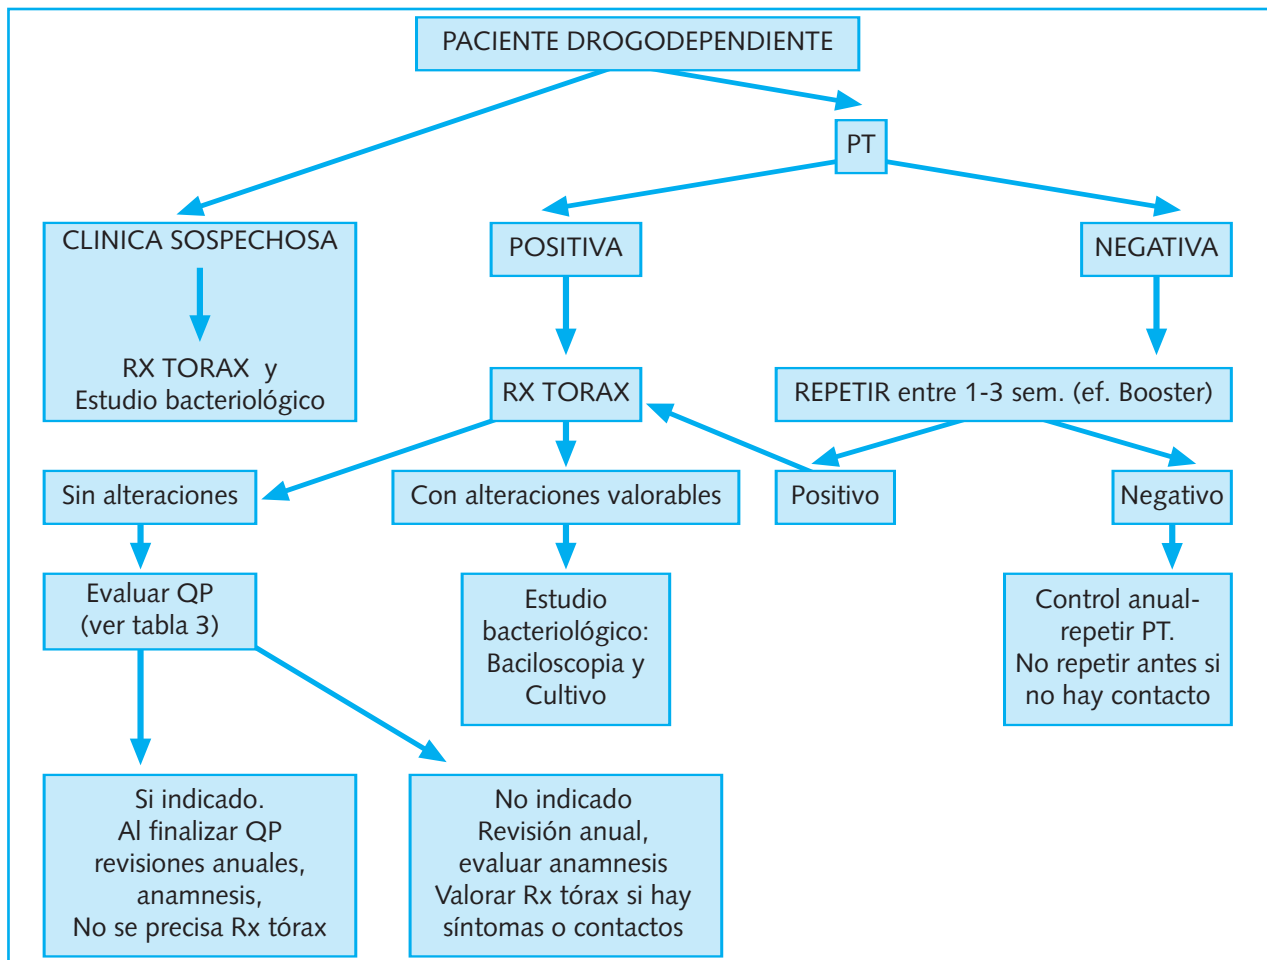 PACIENTE DROGODEPENDIENTE
PT
CLINICA SOSPECHOSA
RX TORAX y
Estudio bacteriológico
POSITIVA
NEGATIVA
RX TORAX
REPETIR entre 1-3 sem. (ef. Booster)
Sin alteraciones
Con alteraciones valorables
Positivo
Negativo
Evaluar QP
(ver tabla 3)
Estudio
bacteriológico:
Baciloscopia y
Cultivo
Control anual-
repetir PT.
No repetir antes si
no hay contacto
Si indicado.
Al finalizar QP
revisiones anuales,
anamnesis,
No se precisa Rx tórax
No indicado
Revisión anual,
evaluar anamnesis
Valorar Rx tórax si hay
síntomas o contactos